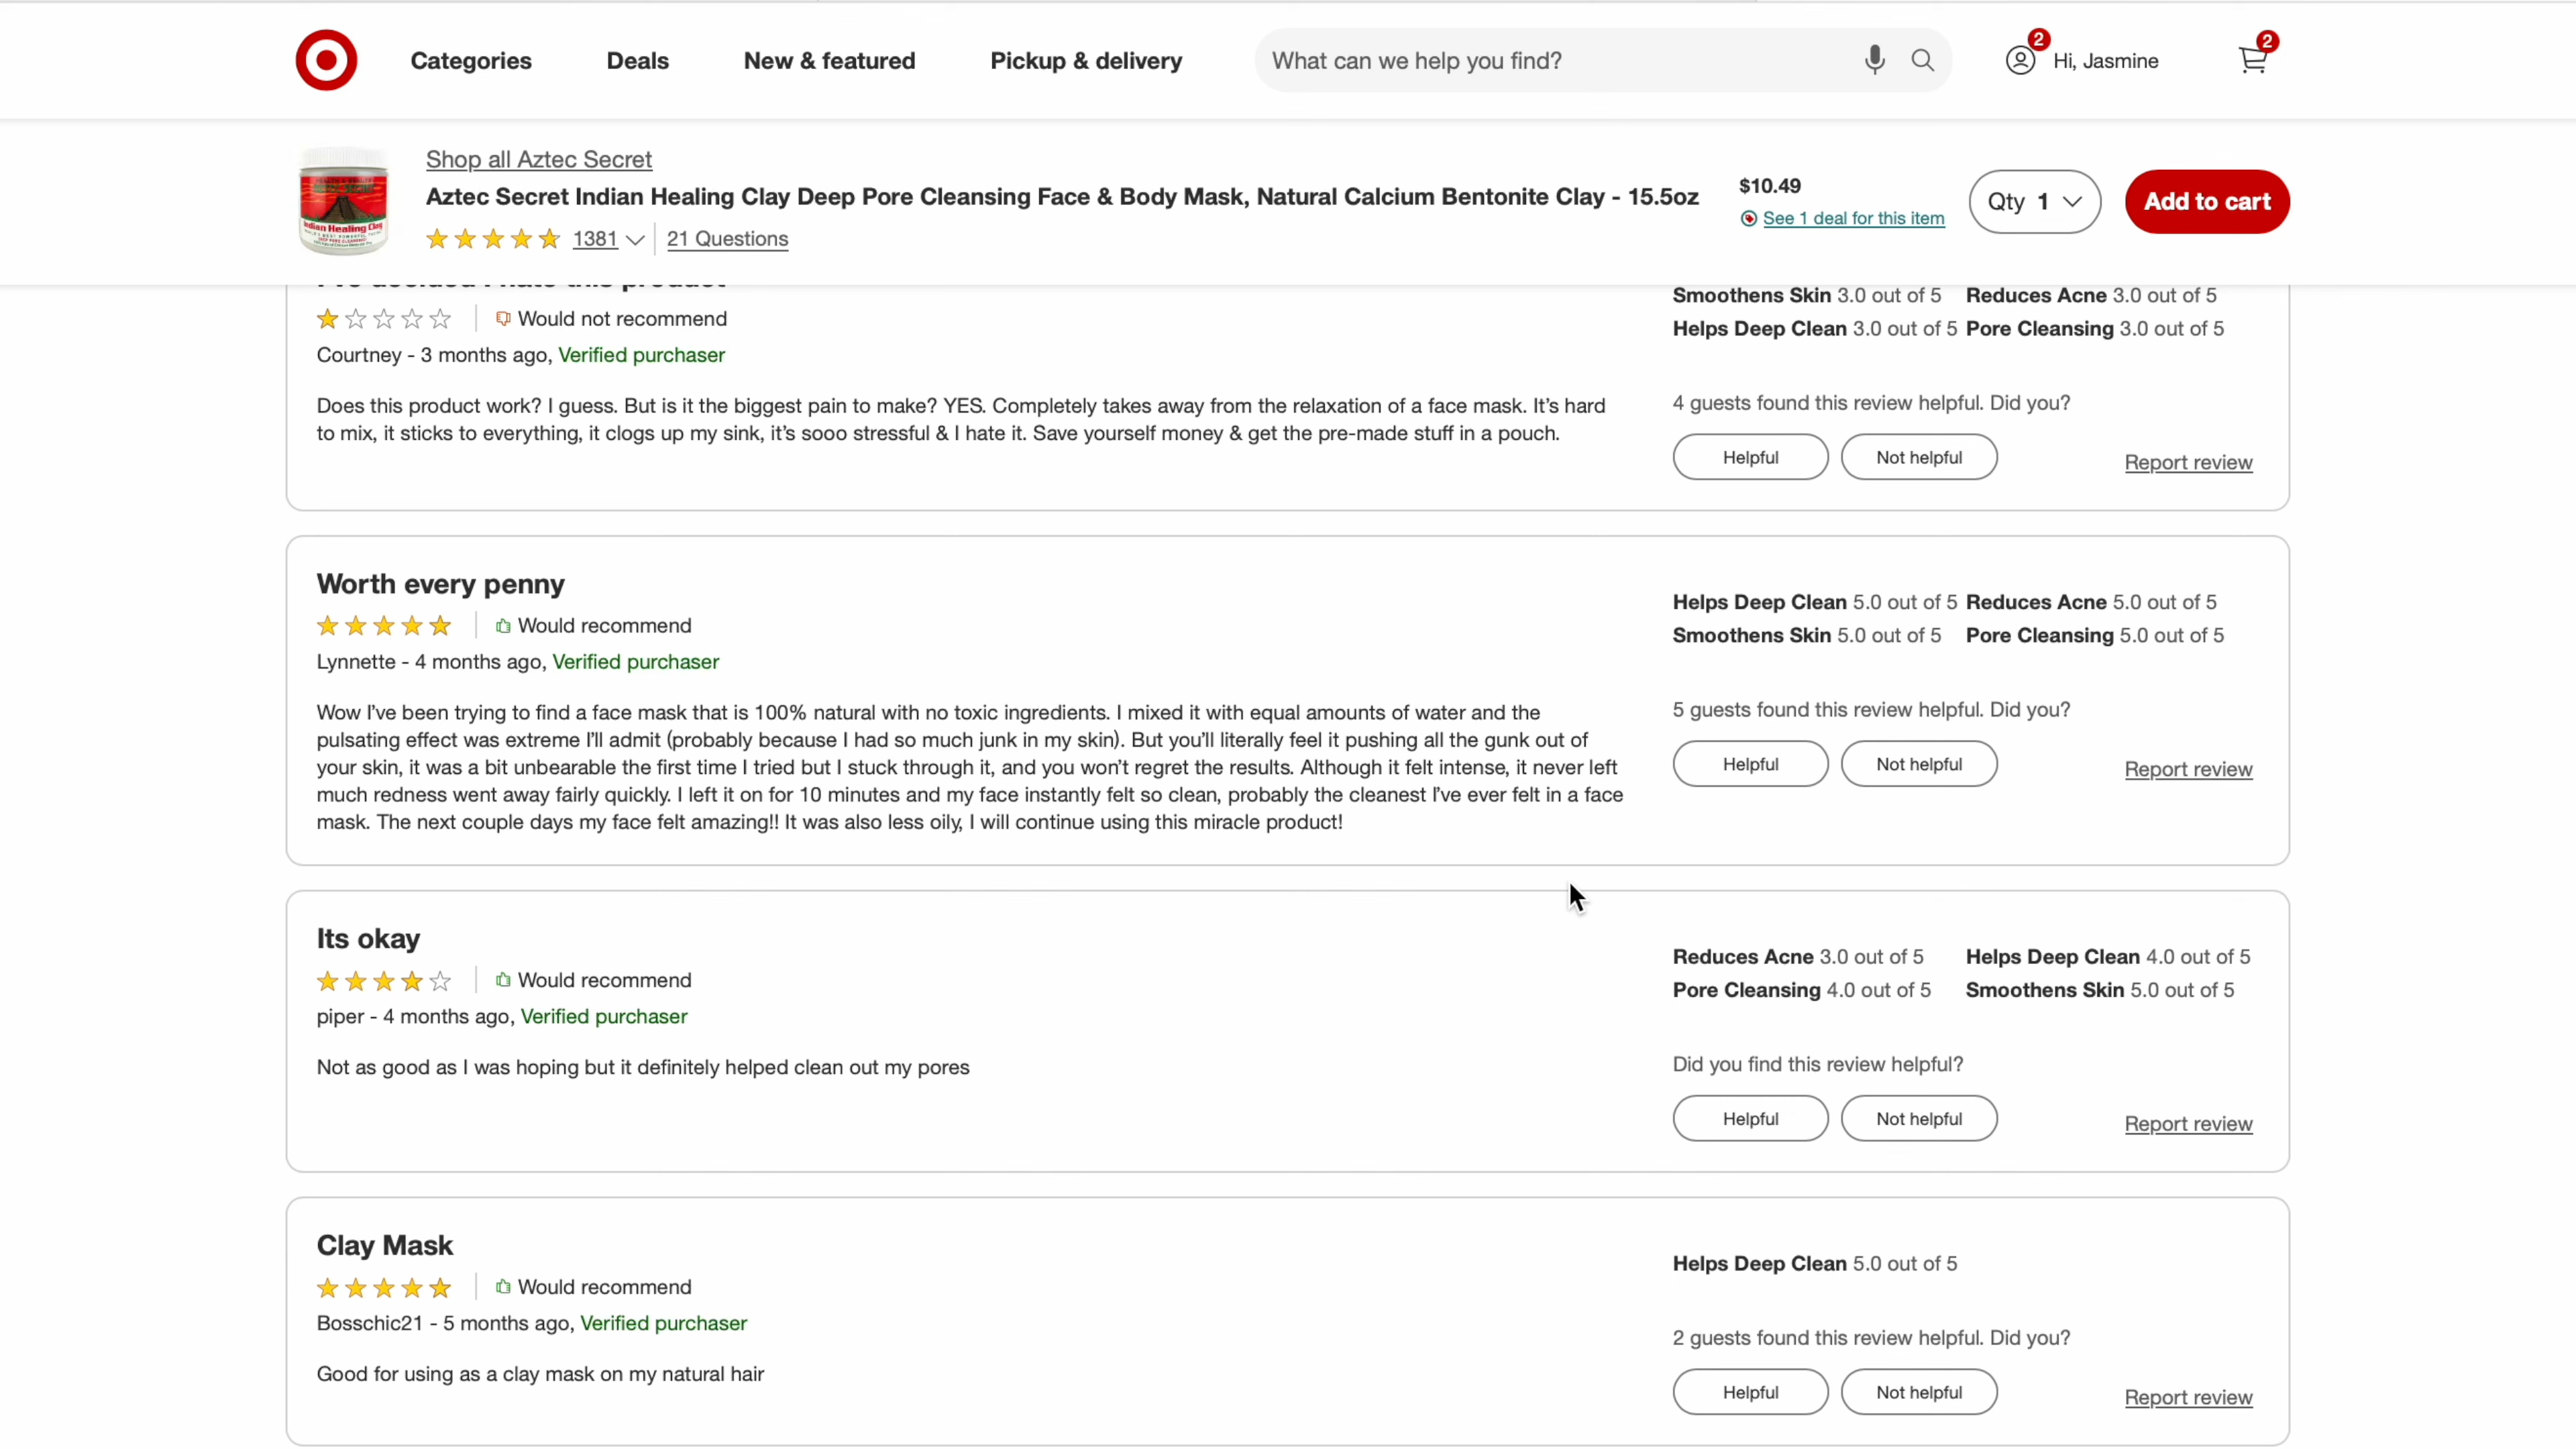 Categories
Deals
New & featured
Pickup & delivery
What can we help you find?
2
Hi, Jasmine
2
Shop all Aztec Secret
Aztec Secret Indian Healing Clay Deep Pore Cleansing Face & Body Mask, Natural Calcium Bentonite Clay - 15.5oz
1381
21 Questions
Indian Healing Clay
$10.49
See 1 deal for this item
Qty 1
Add to cart
I've decided I hate this product
Would not recommend
Courtney - 3 months ago, Verified purchaser
Does this product work? I guess. But is it the biggest pain to make? YES. Completely takes away from the relaxation of a face mask. It's hard
to mix, it sticks to everything, it clogs up my sink, it's sooo stressful & I hate it. Save yourself money & get the pre-made stuff in a pouch.
Smoothens Skin 3.0 out of 5 Reduces Acne 3.0 out of 5
Helps Deep Clean 3.0 out of 5 Pore Cleansing 3.0 out of 5
4 guests found this review helpful. Did you?
Helpful
Not helpful
Report review
Worth every penny
Would recommend
Lynnette - 4 months ago, Verified purchaser
Wow I've been trying to find a face mask that is 100% natural with no toxic ingredients. I mixed it with equal amounts of water and the
pulsating effect was extreme I'll admit (probably because I had so much junk in my skin). But you'll literally feel it pushing all the gunk out of
your skin, it was a bit unbearable the first time I tried but I stuck through it, and you won't regret the results. Although it felt intense, it never left
much redness went away fairly quickly. I left it on for 10 minutes and my face instantly felt so clean, probably the cleanest I've ever felt in a face
mask. The next couple days my face felt amazing!! It was also less oily, I will continue using this miracle product!
Helps Deep Clean 5.0 out of 5 Reduces Acne 5.0 out of 5
Smoothens Skin 5.0 out of 5 Pore Cleansing 5.0 out of 5
5 guests found this review helpful. Did you?
Helpful
Not helpful
Report review
Its okay
Would recommend
piper - 4 months ago, Verified purchaser
Not as good as I was hoping but it definitely helped clean out my pores
Reduces Acne 3.0 out of 5 Helps Deep Clean 4.0 out of 5
Pore Cleansing 4.0 out of 5 Smoothens Skin 5.0 out of 5
Did you find this review helpful?
Helpful
Not helpful
Report review
Clay Mask
Would recommend
Bosschic21 - 5 months ago, Verified purchaser
Good for using as a clay mask on my natural hair
Helps Deep Clean 5.0 out of 5
2 guests found this review helpful. Did you?
Helpful
Not helpful
Report review